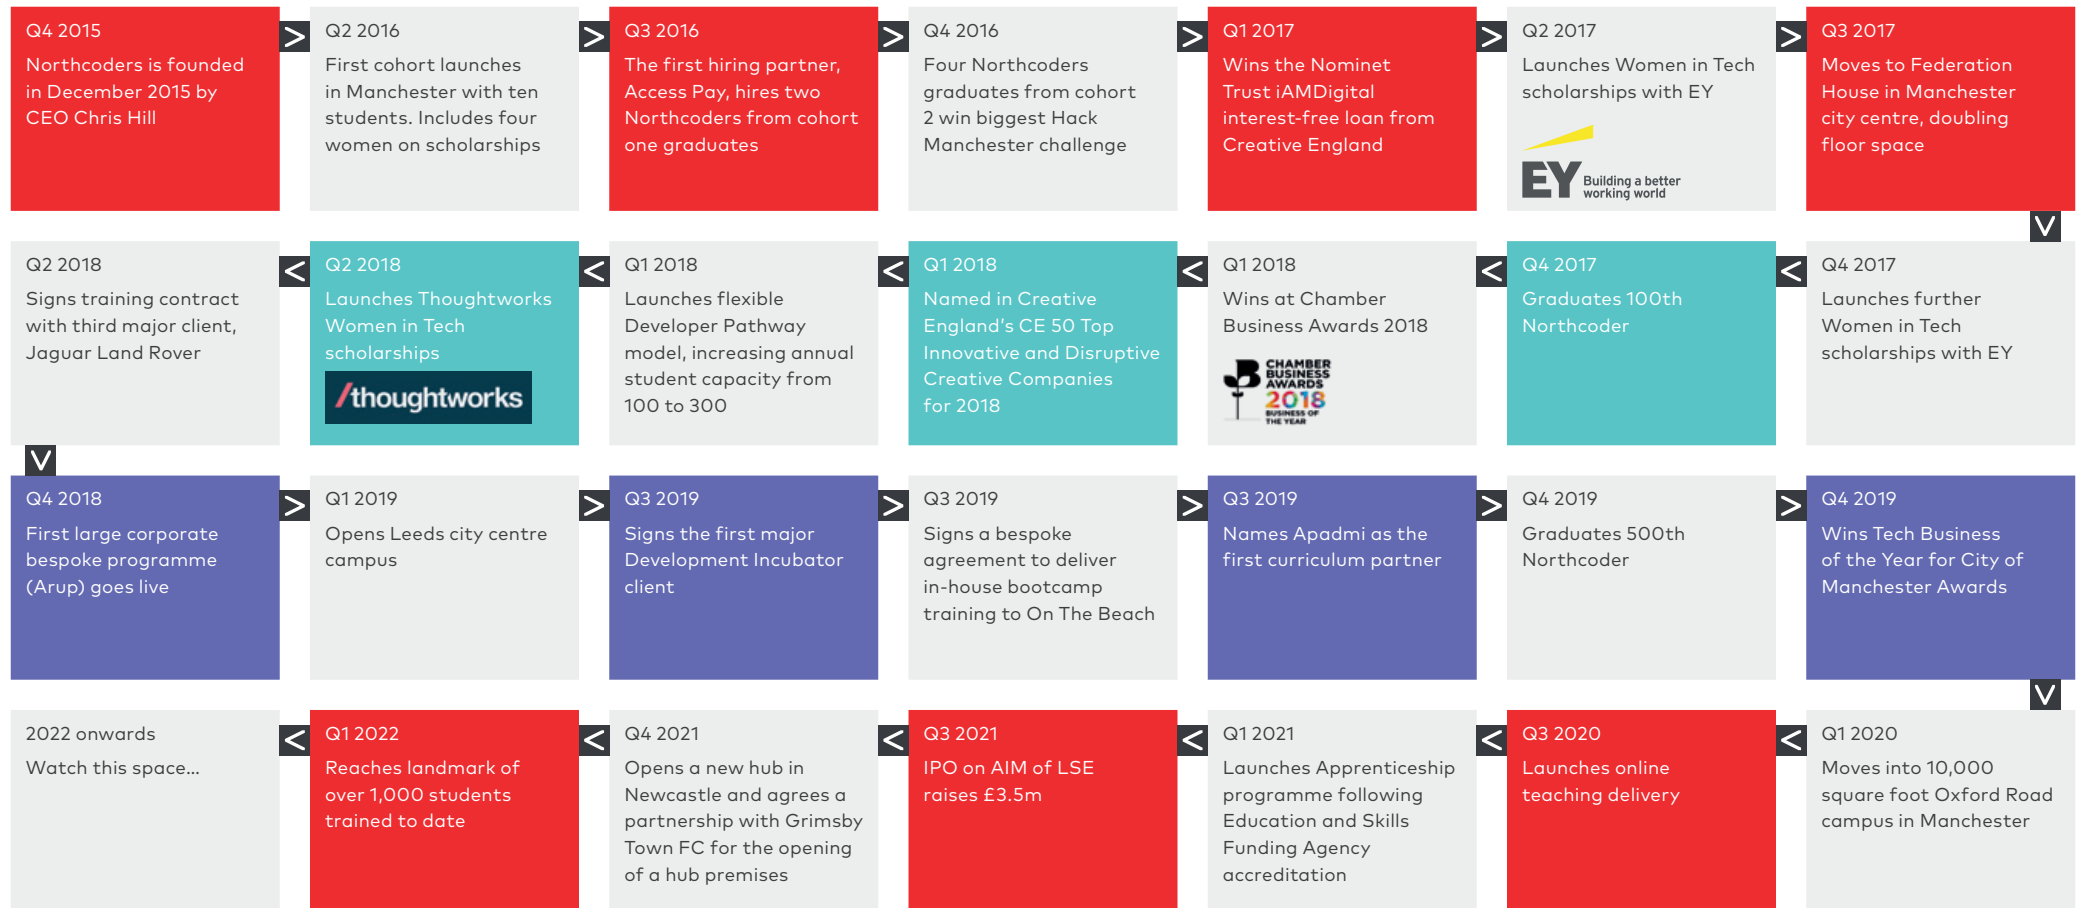 Q4 2015
Northcoders is founded
in December 2015 by
CEO Chris Hill
>
Q2 2016
First cohort launches
in Manchester with ten
students. Includes four
women on scholarships
>
Q3 2016
The first hiring partner,
Access Pay, hires two
Northcoders from cohort
one graduates
>
Q4 2016
Four Northcoders
graduates from cohort
2 win biggest Hack
Manchester challenge
>
Q1 2017
Wins the Nominet
Trust iAMDigital
interest-free loan from
Creative England
>
Q2 2017
Launches Women in Tech
scholarships with EY
EY Building a better
working world
>
Q3 2017
Moves to Federation
House in Manchester
city centre, doubling
floor space
Q4 2017
Launches further
Women in Tech
scholarships with EY
<
Q4 2017
Graduates 100th
Northcoder
<
Q1 2018
Wins at Chamber
Business Awards 2018
CHAMBER
BUSINESS
AWARDS
2018
BUSINESS OF
THE YEAR
<
Q1 2018
Named in Creative
England's CE 50 Top
Innovative and Disruptive
Creative Companies
for 2018
<
Q1 2018
Launches flexible
Developer Pathway
model, increasing annual
student capacity from
100 to 300
<
Q2 2018
Launches Thoughtworks
Women in Tech
scholarships
/thoughtworks
<
Q2 2018
Signs training contract
with third major client,
Jaguar Land Rover
Q4 2018
First large corporate
bespoke programme
(Arup) goes live
>
Q1 2019
Opens Leeds city centre
campus
>
Q3 2019
Signs the first major
Development Incubator
client
>
Q3 2019
Signs a bespoke
agreement to deliver
in-house bootcamp
training to On The Beach
>
Q3 2019
Names Apadmi as the
first curriculum partner
>
Q4 2019
Graduates 500th
Northcoder
>
Q4 2019
Wins Tech Business
of the Year for City of
Manchester Awards
Q1 2020
Moves into 10,000
square foot Oxford Road
campus in Manchester
<
Q3 2020
Launches online
teaching delivery
<
Q1 2021
Launches Apprenticeship
programme following
Education and Skills
Funding Agency
accreditation
<
Q3 2021
IPO on AIM of LSE
raises £3.5m
<
Q4 2021
Opens a new hub in
Newcastle and agrees a
partnership with Grimsby
Town FC for the opening
of a hub premises
<
Q1 2022
Reaches landmark of
over 1,000 students
trained to date
<
2022 onwards
Watch this space...